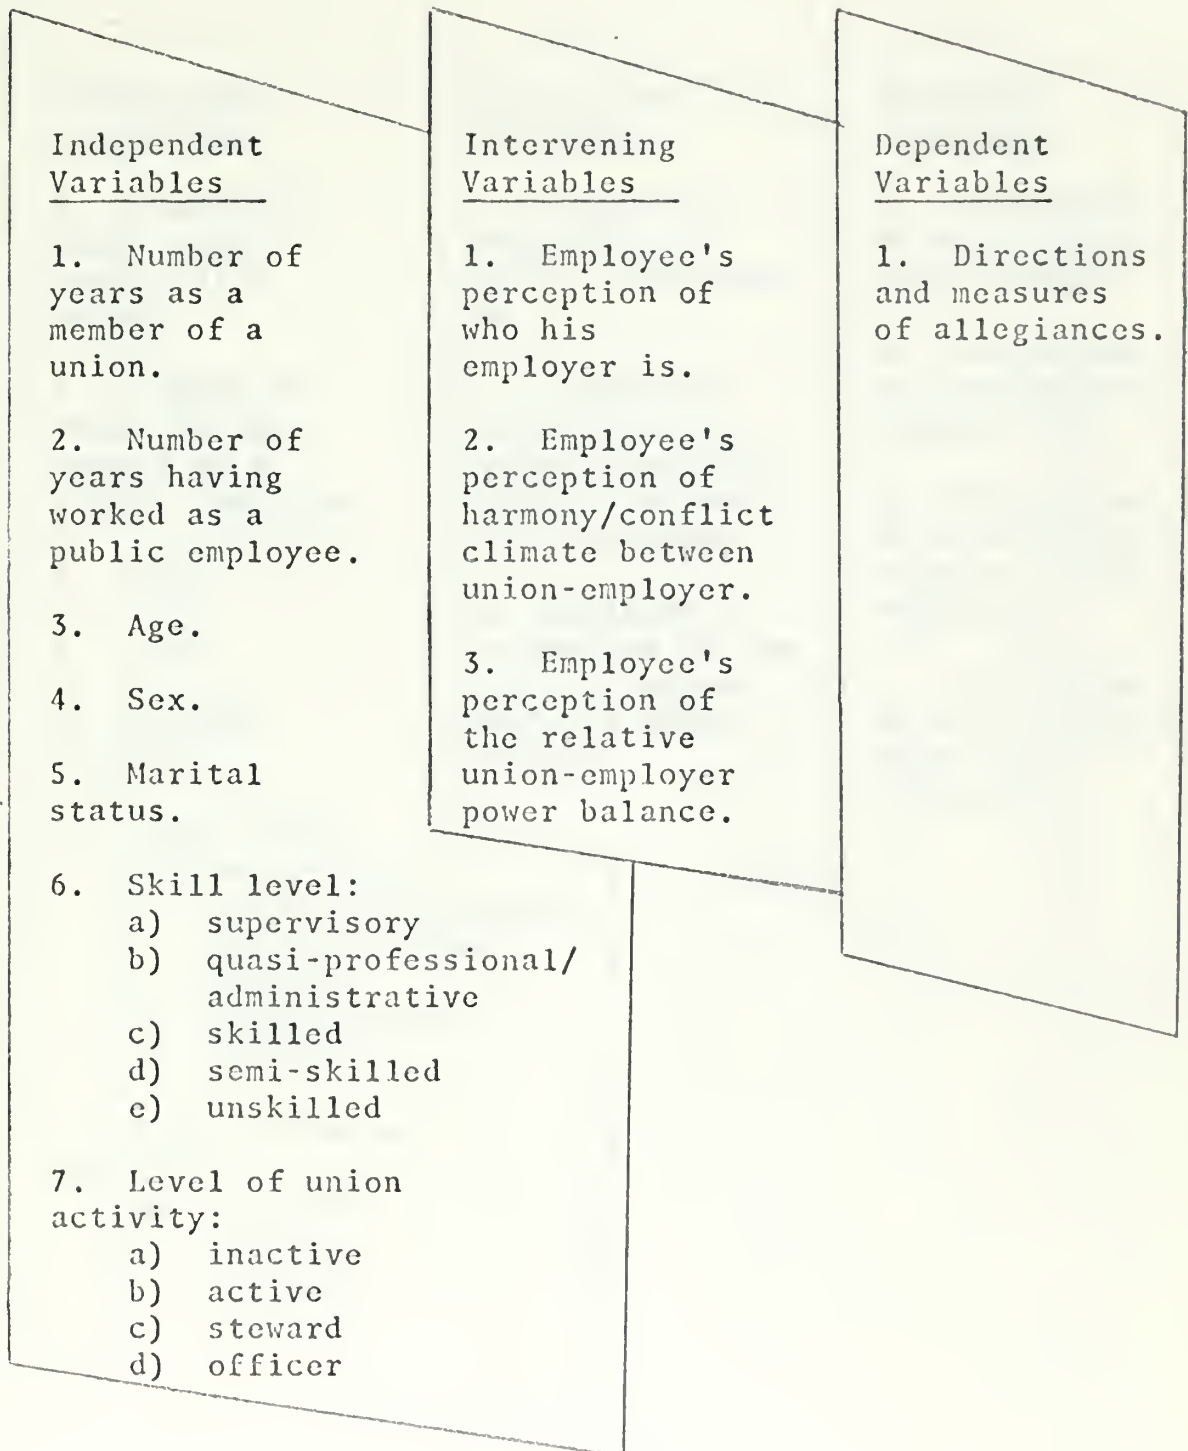 Independent
Variables
1. Number of
years as a
member of a
union.
2. Number of
years having
worked as a
public employee.
3. Age.
4. Sex.
5. Marital
status.
6. Skill level:
a) supervisory
b) quasi-professional/
administrative
c) skilled
d) semi-skilled
e) unskilled
7. Level of union
activity:
a) inactive
b) active
c) steward
d) officer
Intervening
Variables
1. Employee's
perception of
who his
employer is.
2. Employee's
perception of
harmony/conflict
climate between
union-employer.
3. Employee's
perception of
the relative
union-employer
power balance.
Dependent
Variables
1. Directions
and measures
of allegiances.